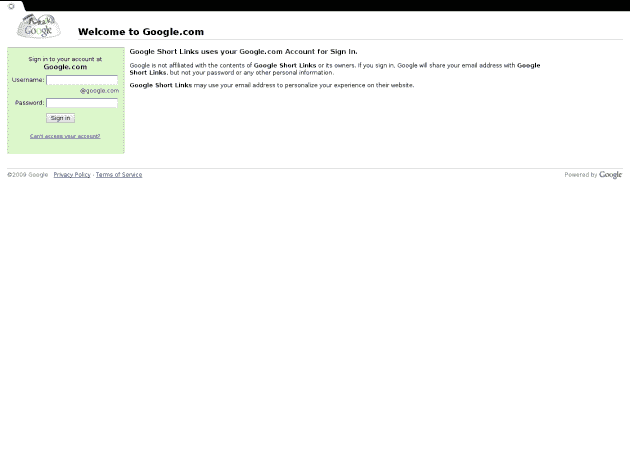 Google
Welcome to Google.com
Sign in to your account at
Google.com
Username:
@google.com
Password:
Sign in
Can't access your account?
Google Short Links uses your Google.com Account for Sign In.
Google is not affiliated with the contents of Google Short Links or its owners. If you sign in, Google will share your email address with Google
Short Links, but not your password or any other personal information.
Google Short Links may use your email address to personalize your experience on their website.
©2009 Google Privacy Policy - Terms of Service
Powered by Google